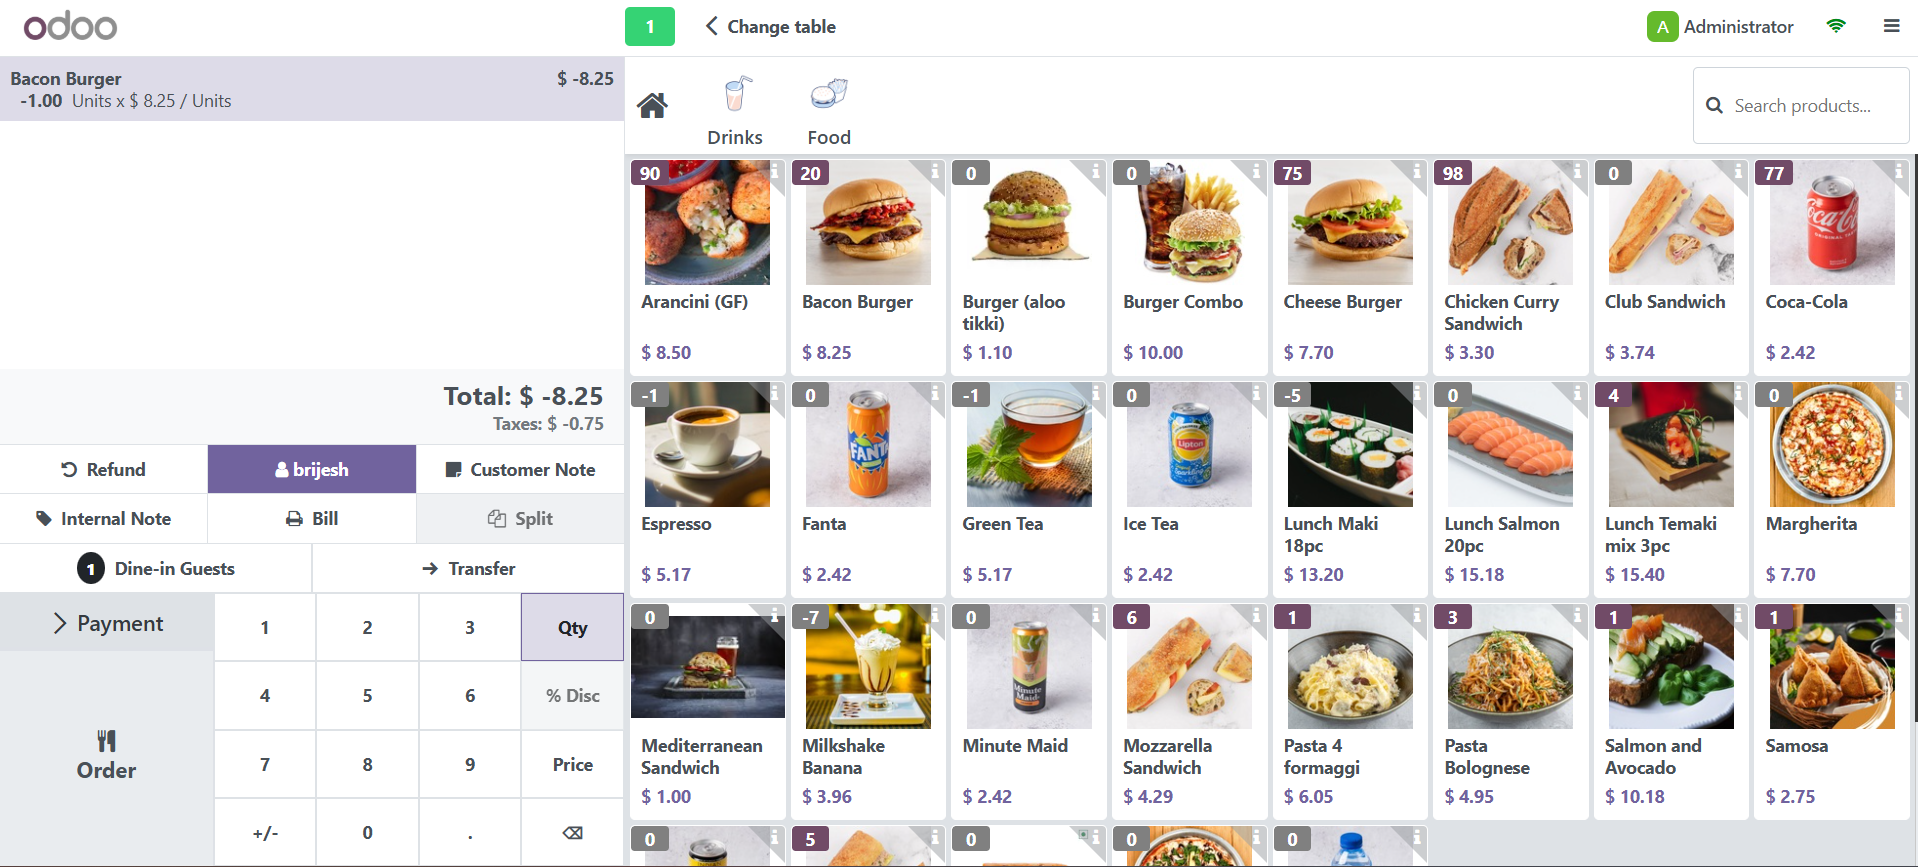 odoo
1
Change table
A Administrator
Bacon Burger $ -8.25
-1.00 Units x $ 8.25 / Units
Drinks
Food
Search products...
90
20
0
0
75
98
0
77
Coca-Cola
Arancini (GF)
Bacon Burger
Burger (aloo
tikki)
Burger Combo
Cheese Burger
Chicken Curry
Sandwich
Club Sandwich
Coca-Cola
$ 8.50
$ 8.25
$ 1.10
$ 10.00
$ 7.70
$ 3.30
$ 3.74
$ 2.42
Total: $ -8.25
Taxes: $ -0.75
Refund
brijesh
Customer Note
Internal Note
Bill
Split
1 Dine-in Guests
Transfer
Payment
Order
1
2
3
Qty
4
5
6
% Disc
7
8
9
Price
+/-
0
.
-1
0
-1
0
-5
0
4
0
FANTA
Lipton
Espresso
Fanta
Green Tea
Ice Tea
Lunch Maki
18pc
Lunch Salmon
20pc
Lunch Temaki
mix 3pc
Margherita
$ 5.17
$ 2.42
$ 5.17
$ 2.42
$ 13.20
$ 15.18
$ 15.40
$ 7.70
0
-7
0
6
1
3
1
1
Minute
Maid
Mediterranean
Sandwich
Milkshake
Banana
Minute Maid
Mozzarella
Sandwich
Pasta 4
formaggi
Pasta
Bolognese
Salmon and
Avocado
Samosa
$ 1.00
$ 3.96
$ 2.42
$ 4.29
$ 6.05
$ 4.95
$ 10.18
$ 2.75
0
5
0
0
0